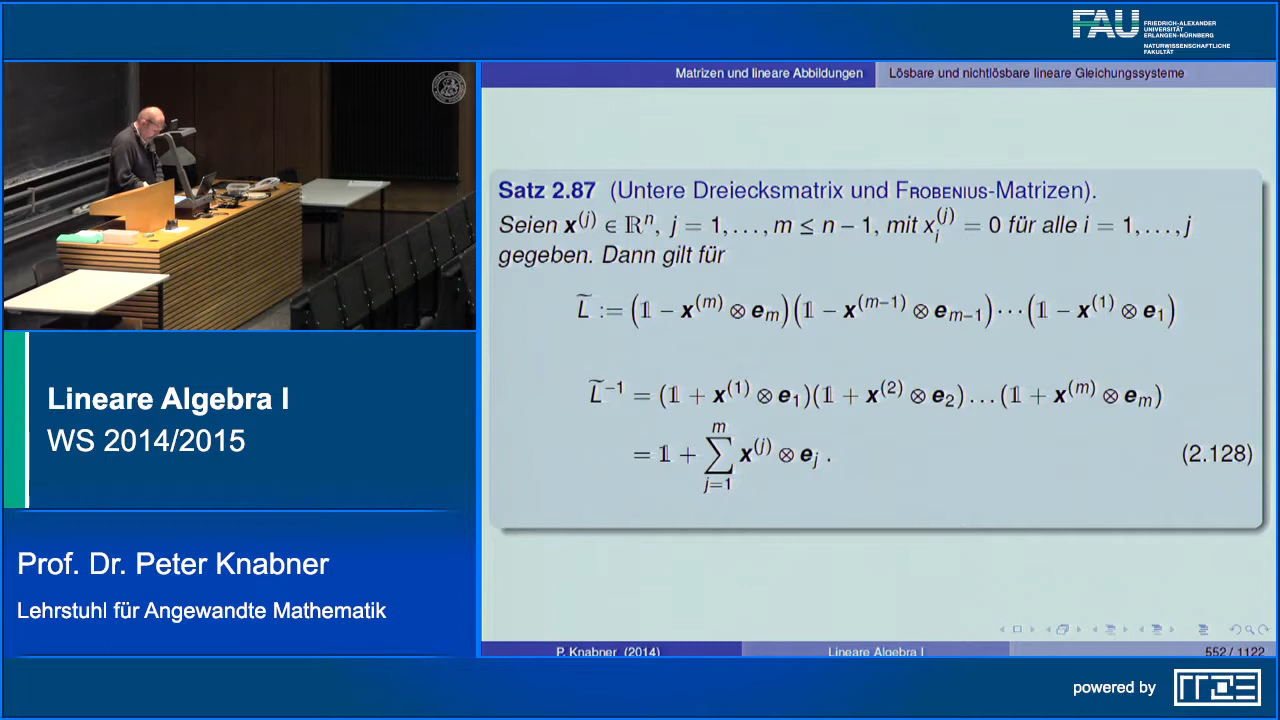 FAU
FRIEDRICH-ALEXANDER
UNIVERSITÄT
ERLANGEN-NÜRNBERG
NATURWISSENSCHAFTLICHE
FAKULTÄT
Matrizen und lineare Abbildungen
Lösbare und nichtlösbare lineare Gleichungssysteme
Satz 2.87 (Untere Dreiecksmatrix und FROBENIUS-Matrizen).
Seien x^(j) ∈ ℝ^n, j = 1, . . . , m ≤ n − 1, mit x_i^(j) = 0 für alle i = 1, . . . , j
gegeben. Dann gilt für
L̃ := (𝟙 − x^(m) ⊗ e_m)(𝟙 − x^(m−1) ⊗ e_{m−1}) · · · (𝟙 − x^(1) ⊗ e_1)
L̃^−1 = (𝟙 + x^(1) ⊗ e_1)(𝟙 + x^(2) ⊗ e_2) . . . (𝟙 + x^(m) ⊗ e_m)
= 𝟙 + ∑_{j=1}^{m} x^(j) ⊗ e_j . (2.128)
Lineare Algebra I
WS 2014/2015
Prof. Dr. Peter Knabner
Lehrstuhl für Angewandte Mathematik
P. Knabner (2014)
Lineare Algebra I
552 / 1122
powered by
RRZE